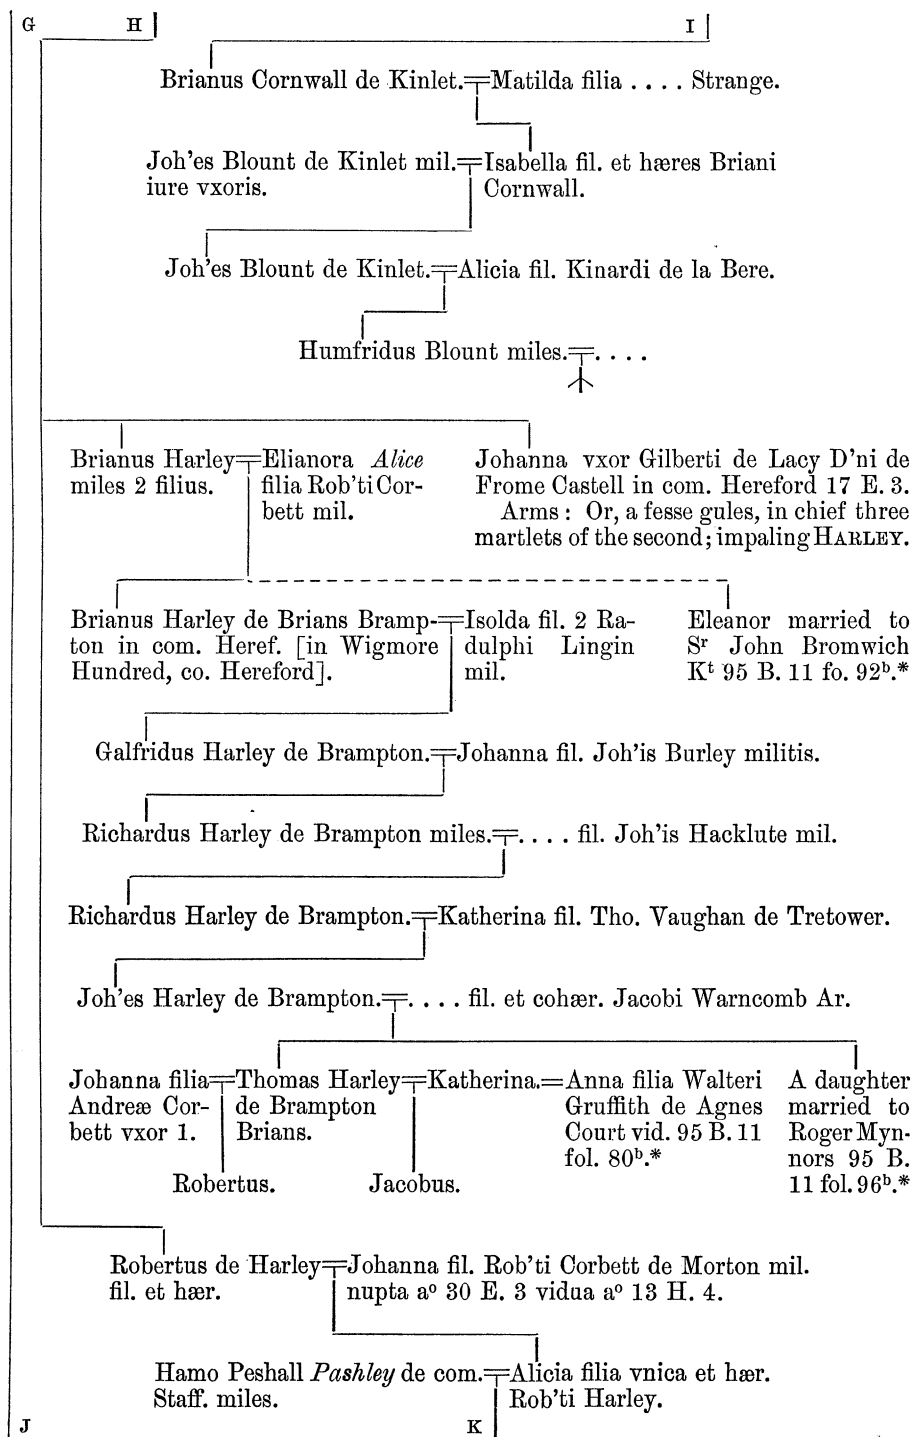 G H I
Brianus Cornwall de Kinlet.=Matilda filia .... Strange.
Joh'es Blount de Kinlet mil.=Isabella fil. et hæres Briani
iure vxoris. Cornwall.
Joh'es Blount de Kinlet.=Alicia fil. Kinardi de la Bere.
Humfridus Blount miles.=....
Brianus Harley=Elianora Alice
miles 2 filius. filia Rob'ti Cor-
bett mil.
Johanna vxor Gilberti de Lacy D'ni de
Frome Castell in com. Hereford 17 E. 3.
Arms: Or, a fesse gules, in chief three
martlets of the second; impaling HARLEY.
Brianus Harley de Brians Bramp-
ton in com. Heref. [in Wigmore
Hundred, co. Hereford].
=Isolda fil. 2 Ra-
dulphi Lingin
mil.
Eleanor married to
Sʳ John Bromwich
Kᵗ 95 B. 11 fo. 92ᵇ.*
Galfridus Harley de Brampton.=Johanna fil. Joh'is Burley militis.
Richardus Harley de Brampton miles.=.... fil. Joh'is Hacklute mil.
Richardus Harley de Brampton.=Katherina fil. Tho. Vaughan de Tretower.
Joh'es Harley de Brampton.=.... fil. et cohær. Jacobi Warncomb Ar.
Johanna filia=
Andreæ Cor-
bett vxor 1.
Thomas Harley=
de Brampton
Brians.
Katherina.=
Anna filia Walteri
Gruffith de Agnes
Court vid. 95 B. 11
fol. 80ᵇ.*
A daughter
married to
Roger Myn-
nors 95 B.
11 fol. 96ᵇ.*
Robertus. Jacobus.
Robertus de Harley=Johanna fil. Rob'ti Corbett de Morton mil.
fil. et hær. nupta aº 30 E. 3 vidua aº 13 H. 4.
Hamo Peshall Pashley de com.=Alicia filia vnica et hær.
Staff. miles. Rob'ti Harley.
J K